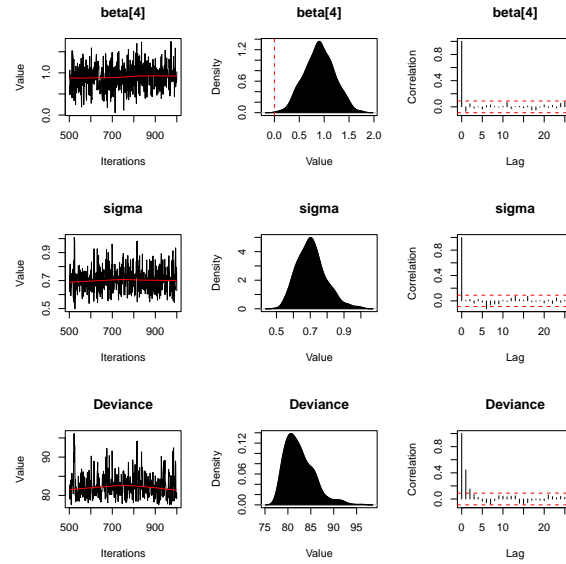 beta[4]
beta[4]
beta[4]
Value
0.0
1.0
500
700
900
Iterations
Density
0.0
0.6
1.2
0.0
0.5
1.0
1.5
2.0
Value
Correlation
0.0
0.4
0.8
0
5
10
20
Lag
sigma
sigma
sigma
Value
0.5
0.7
0.9
500
700
900
Iterations
Density
0
2
4
0.5
0.7
0.9
Value
Correlation
0.0
0.4
0.8
0
5
10
20
Lag
Deviance
Deviance
Deviance
Value
80
90
500
700
900
Iterations
Density
0.00
0.06
0.12
75
80
85
90
95
Value
Correlation
0.0
0.4
0.8
0
5
10
20
Lag